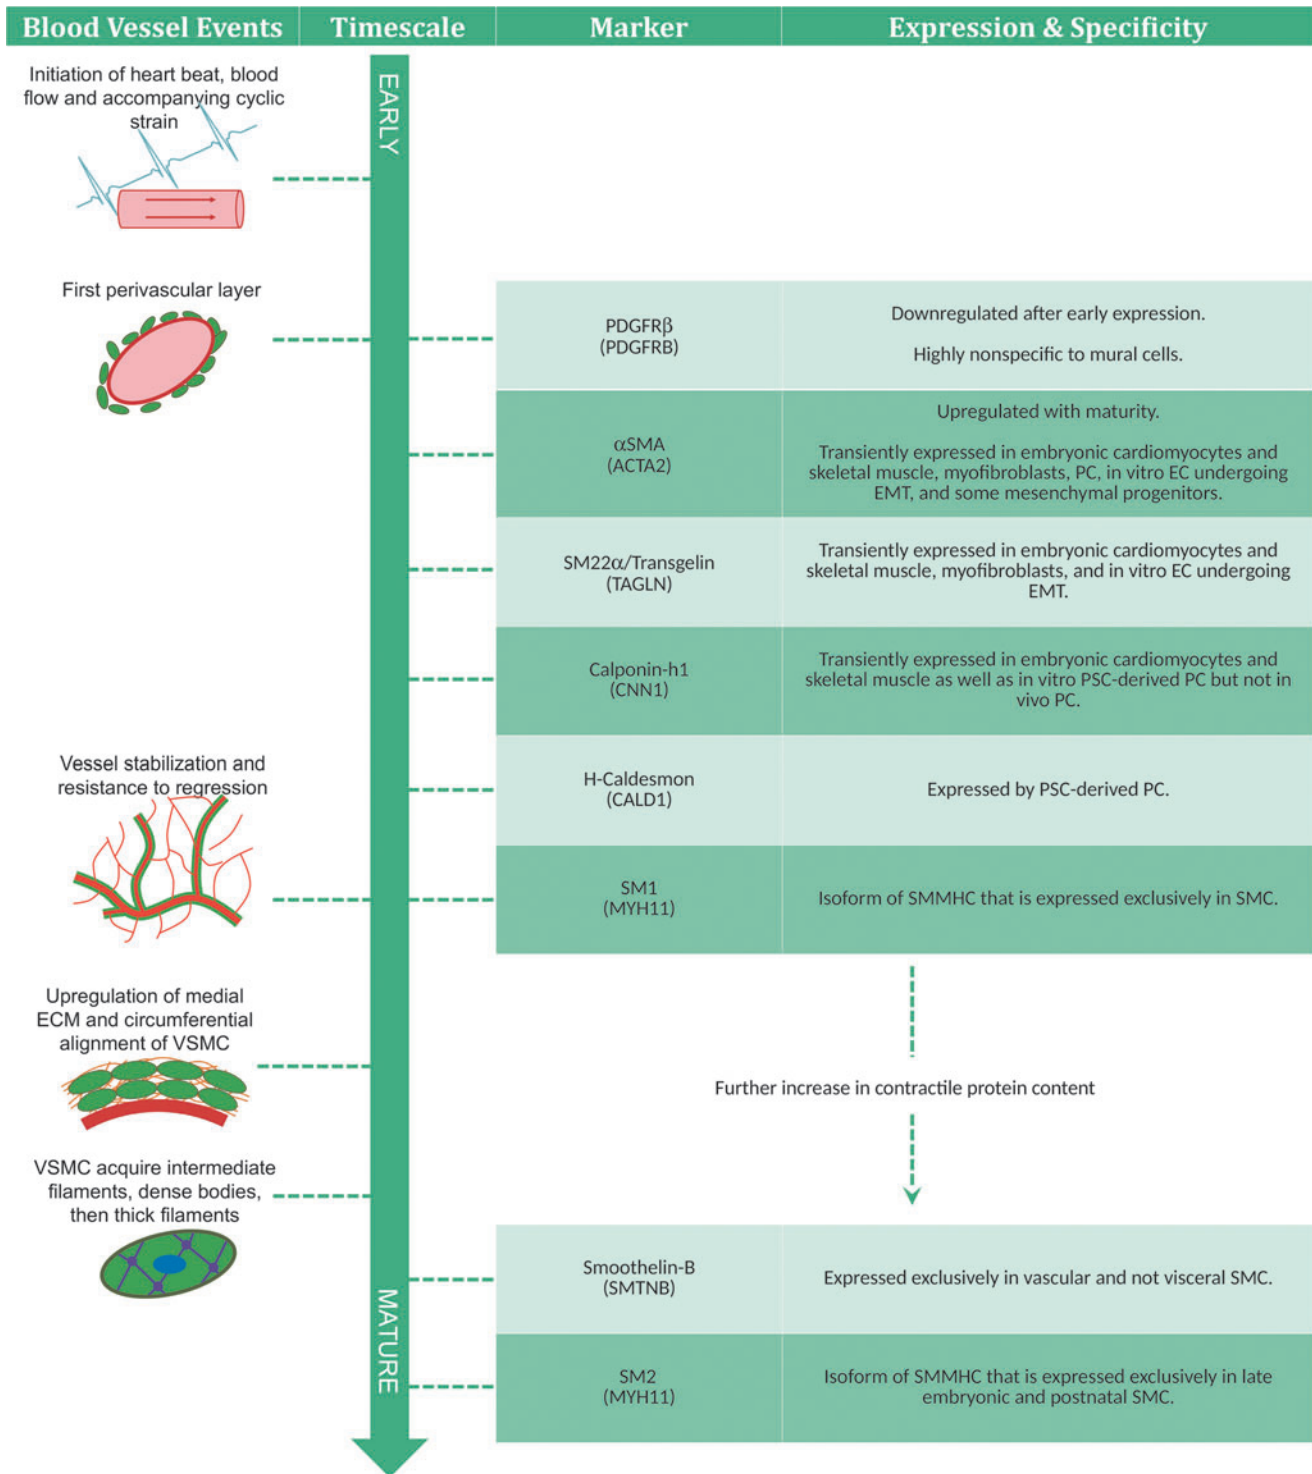 Blood Vessel Events
Timescale
Marker
Expression & Specificity
Initiation of heart beat, blood
flow and accompanying cyclic
strain
EARLY
First perivascular layer
PDGFRβ
(PDGFRB)
Downregulated after early expression.
Highly nonspecific to mural cells.
αSMA
(ACTA2)
Upregulated with maturity.
Transiently expressed in embryonic cardiomyocytes and
skeletal muscle, myofibroblasts, PC, in vitro EC undergoing
EMT, and some mesenchymal progenitors.
SM22α/Transgelin
(TAGLN)
Transiently expressed in embryonic cardiomyocytes and
skeletal muscle, myofibroblasts, and in vitro EC undergoing
EMT.
Calponin-h1
(CNN1)
Transiently expressed in embryonic cardiomyocytes and
skeletal muscle as well as in vitro PSC-derived PC but not in
vivo PC.
Vessel stabilization and
resistance to regression
H-Caldesmon
(CALD1)
Expressed by PSC-derived PC.
SM1
(MYH11)
Isoform of SMMHC that is expressed exclusively in SMC.
Upregulation of medial
ECM and circumferential
alignment of VSMC
Further increase in contractile protein content
VSMC acquire intermediate
filaments, dense bodies,
then thick filaments
Smoothelin-B
(SMTNB)
Expressed exclusively in vascular and not visceral SMC.
MATURE
SM2
(MYH11)
Isoform of SMMHC that is expressed exclusively in late
embryonic and postnatal SMC.